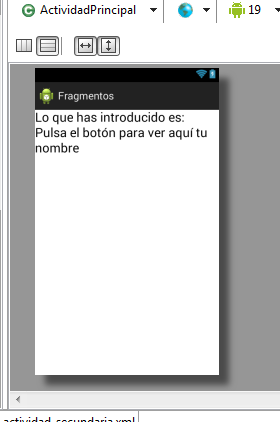 ActividadPrincipal
19
Fragmentos
Lo que has introducido es:
Pulsa el botón para ver aquí tu
nombre
actividad_secundaria.xml